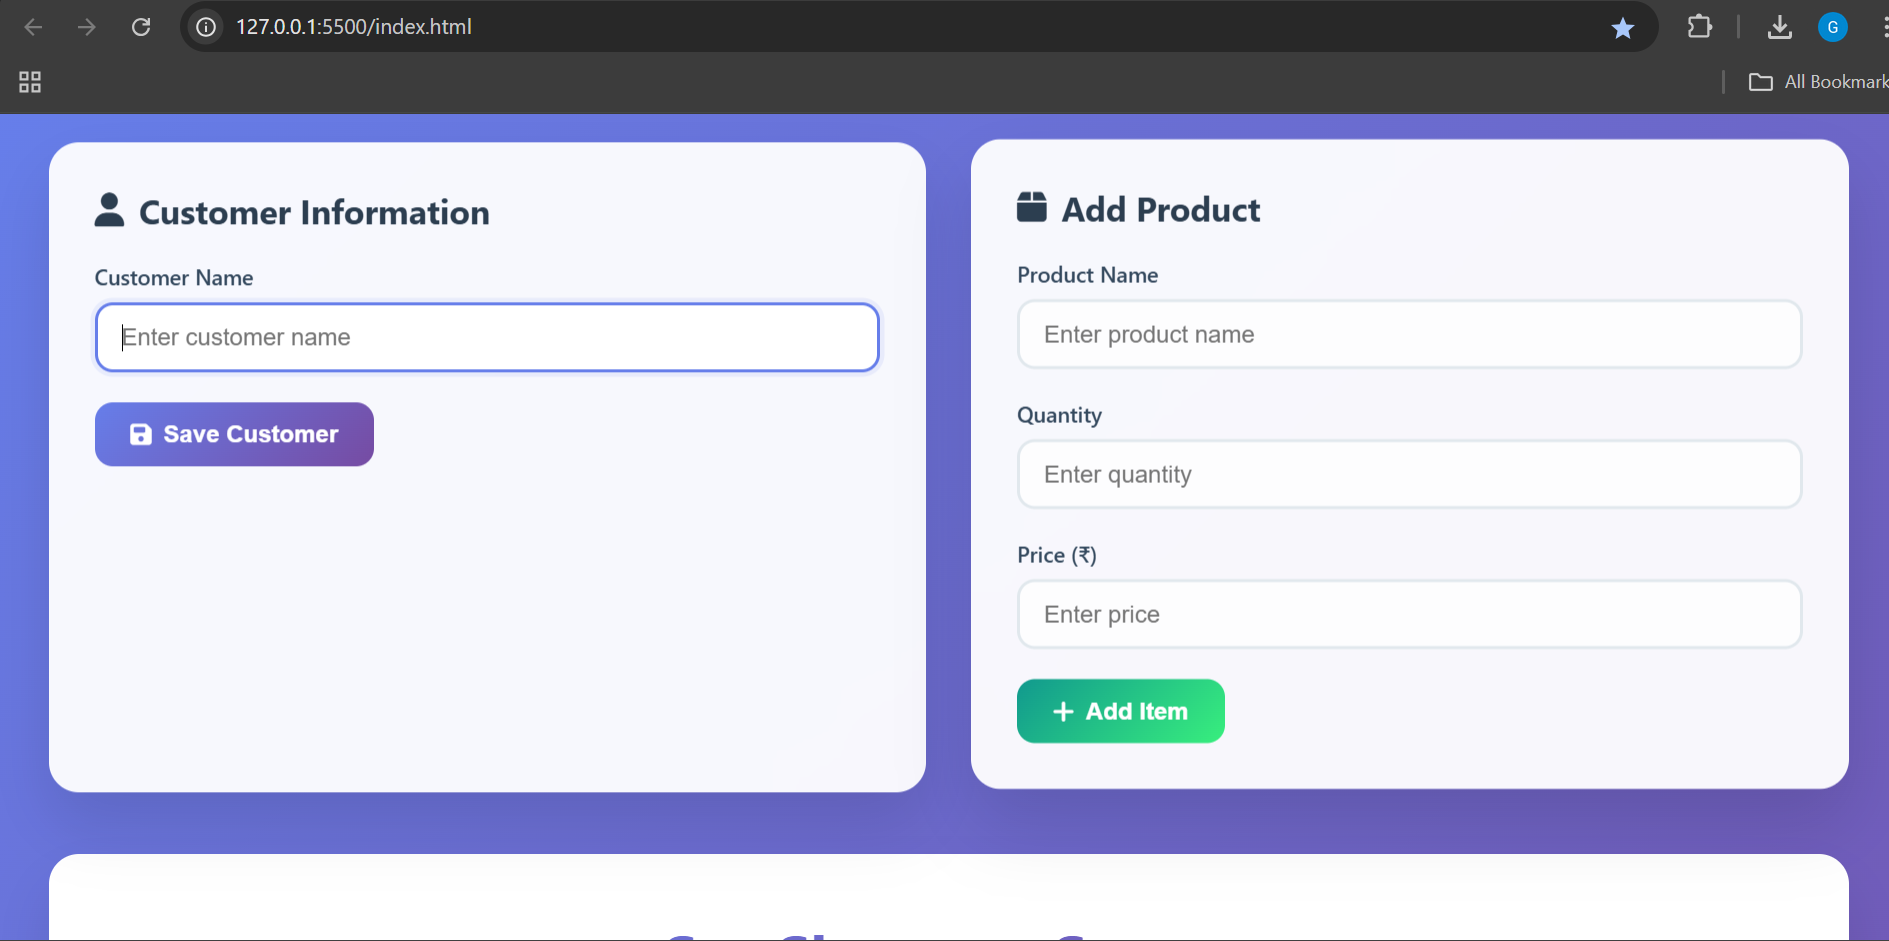 127.0.0.1:5500/index.html
G
All Bookmark
Customer Information
Customer Name
Enter customer name
Save Customer
Add Product
Product Name
Enter product name
Quantity
Enter quantity
Price (₹)
Enter price
Add Item